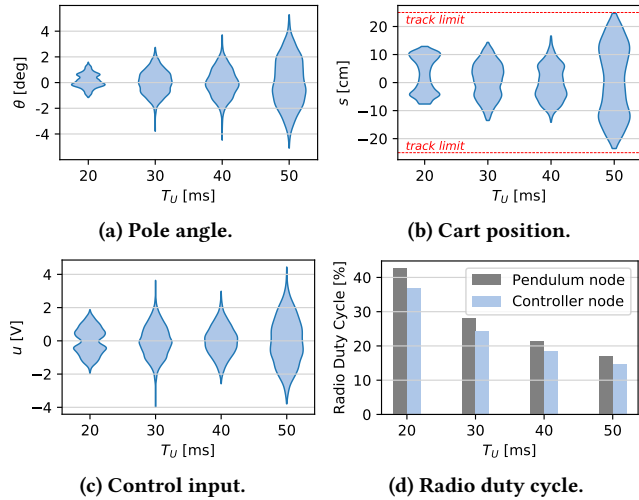 4
2
0
−2
−4
θ [deg]
20 30 40 50
T_U [ms]
(a) Pole angle.
track limit
20
10
0
−10
−20
s [cm]
track limit
20 30 40 50
T_U [ms]
(b) Cart position.
4
2
0
−2
−4
u [V]
20 30 40 50
T_U [ms]
(c) Control input.
Pendulum node
Controller node
40
30
20
10
0
Radio Duty Cycle [%]
20 30 40 50
T_U [ms]
(d) Radio duty cycle.